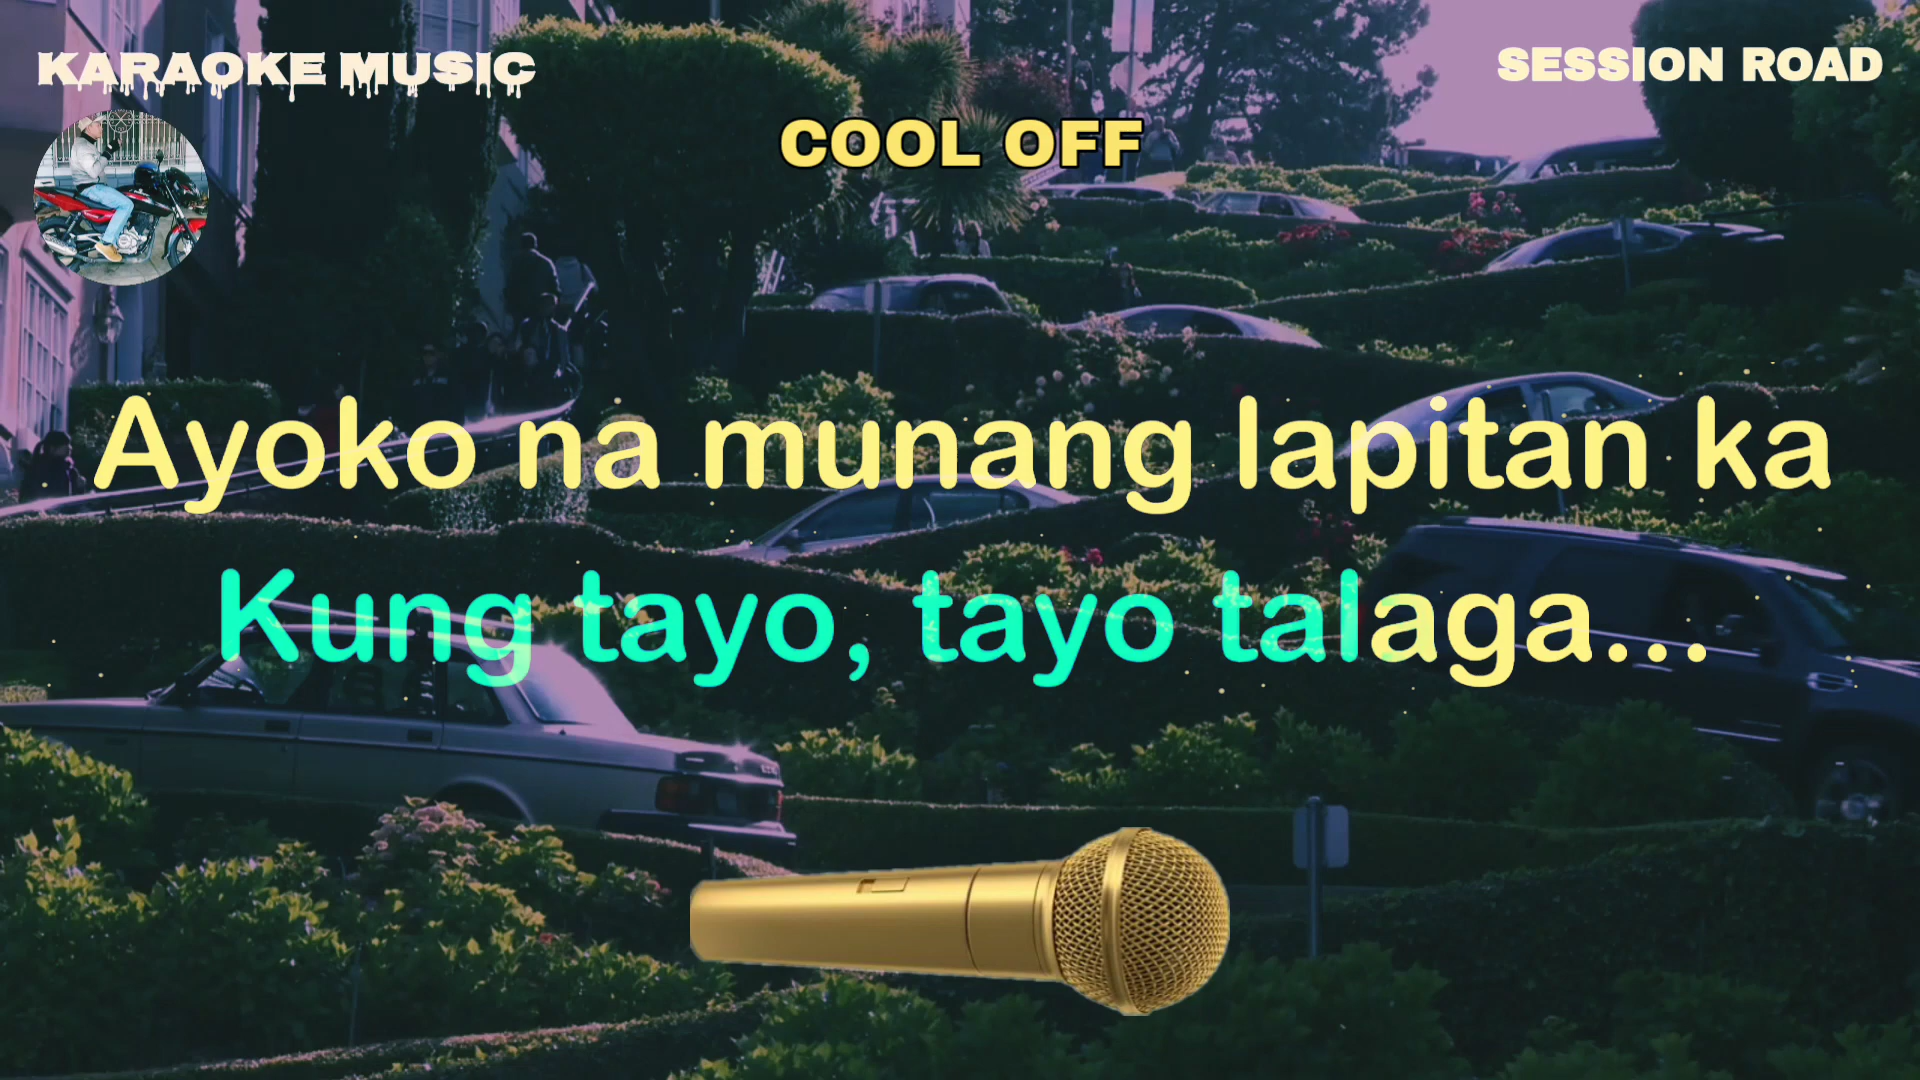 KARAOKE MUSIC
SESSION ROAD
COOL OFF
Ayoko na munang lapitan ka
Kung tayo, tayo talaga...